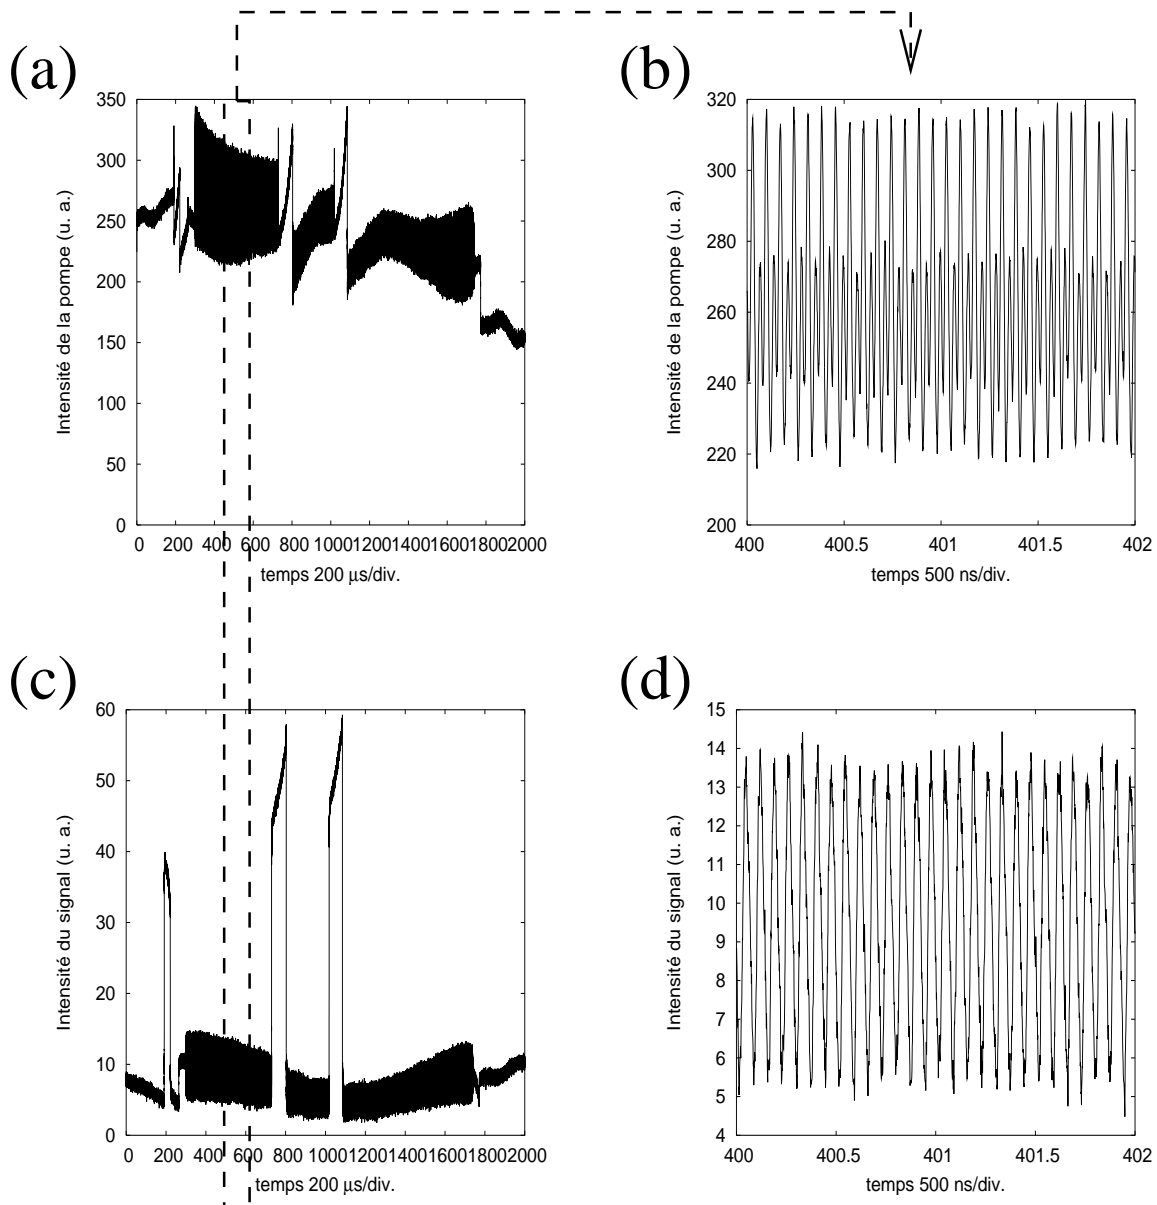 (a)
350
300
250
200
150
100
50
0
Intensité de la pompe (u. a.)
0 200 400 600 800 1000 1200 1400 1600 1800 2000
temps 200 μs/div.
(b)
320
300
280
260
240
220
200
Intensité de la pompe (u. a.)
400 400.5 401 401.5 402
temps 500 ns/div.
(c)
60
50
40
30
20
10
0
Intensité du signal (u. a.)
0 200 400 600 800 1000 1200 1400 1600 1800 2000
temps 200 μs/div.
(d)
15
14
13
12
11
10
9
8
7
6
5
4
Intensité du signal (u. a.)
400 400.5 401 401.5 402
temps 500 ns/div.